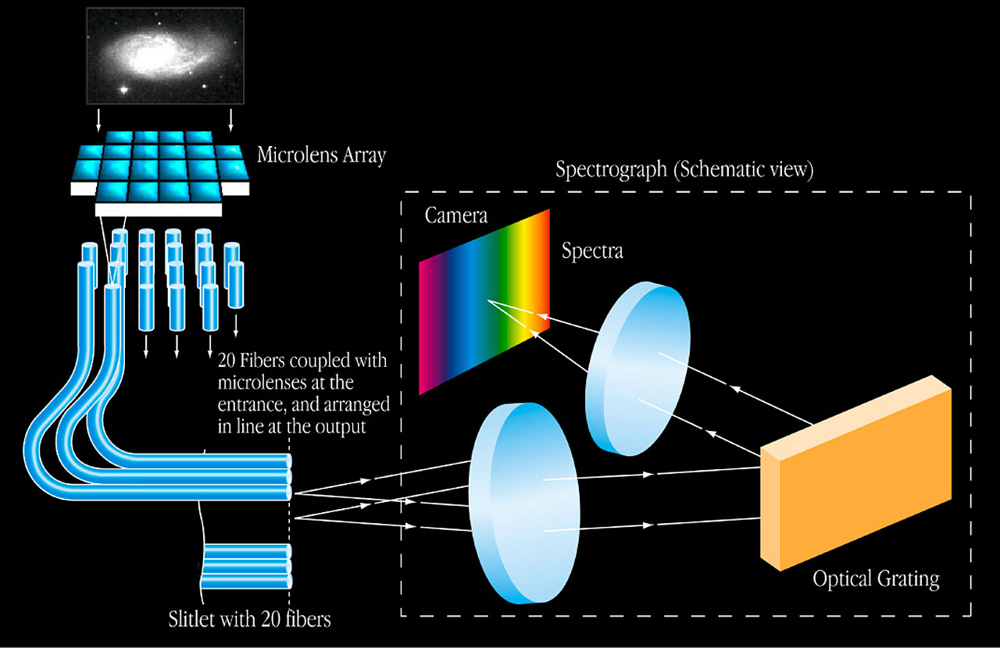 Microlens Array
Spectrograph (Schematic view)
Camera
Spectra
20 Fibers coupled with
microlenses at the
entrance, and arranged
in line at the output
Optical Grating
Slitlet with 20 fibers